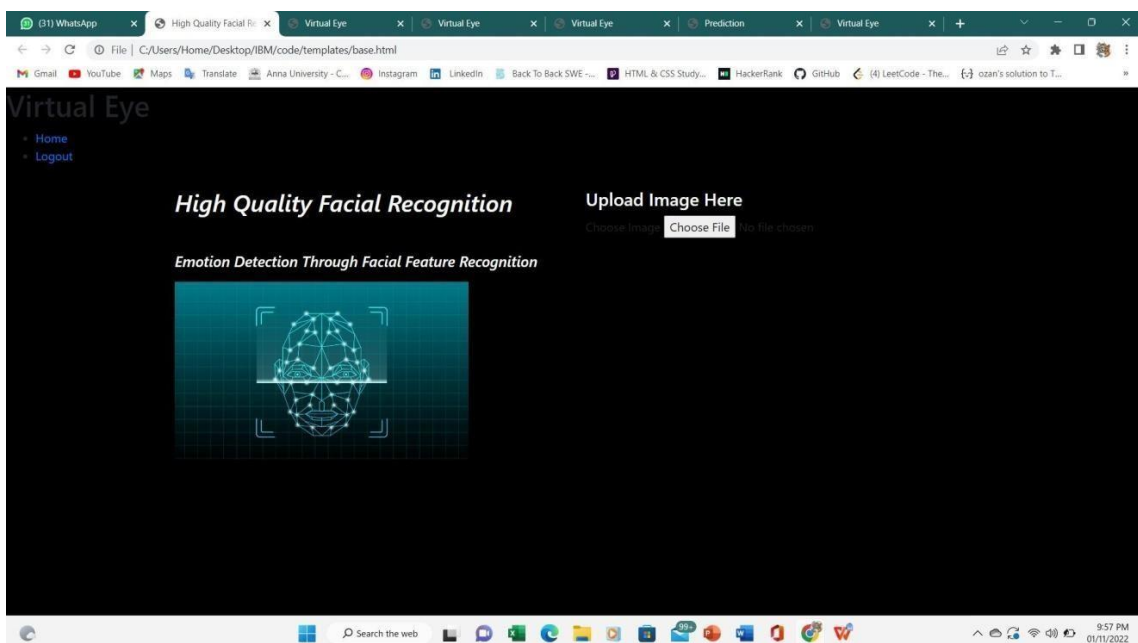 (31) WhatsApp
High Quality Facial Re
Virtual Eye
Virtual Eye
Virtual Eye
Prediction
Virtual Eye
File | C:/Users/Home/Desktop/IBM/code/templates/base.html
Gmail YouTube Maps Translate Anna University - C... Instagram LinkedIn Back To Back SWE -... HTML & CSS Study... HackerRank GitHub (4) LeetCode - The... ozan's solution to T...
Virtual Eye
Home
Logout
High Quality Facial Recognition
Emotion Detection Through Facial Feature Recognition
Upload Image Here
Choose Image Choose File No file chosen
Search the web
99+
9:57 PM
01/11/2022